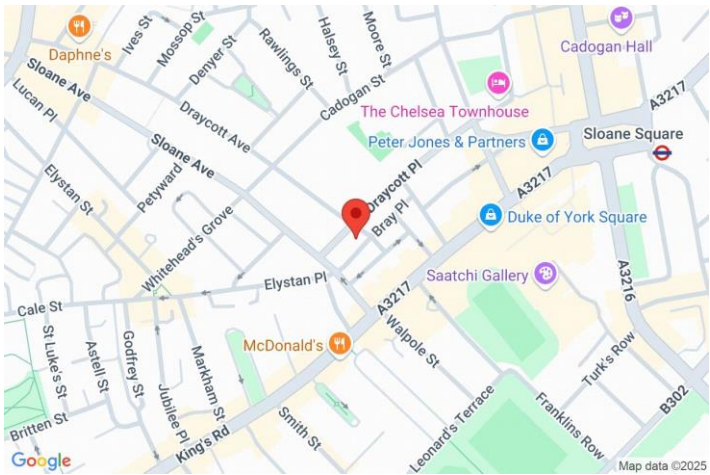 Daphne's
Ives St
Mossop St
Denyer St
Rawlings St
Halsey St
Moore St
Cadogan Hall
Sloane Ave
Lucan Pl
Draycott Ave
Cadogan St
The Chelsea Townhouse
A3217
Sloane Square
Peter Jones & Partners
Sloane Ave
Elystan St
Petyward
Draycott Pl
A3217
Whitehead's Grove
Bray Pl
Duke of York Square
Elystan Pl
Saatchi Gallery
A3216
Cale St
A3217
St Luke's St
Astell St
Godfrey St
Markham St
McDonald's
Walpole St
Turk's Row
Jubilee Pl
Smith St
Leonard's Terrace
Franklins Row
B302
Britten St
King's Rd
Google
Map data ©2025